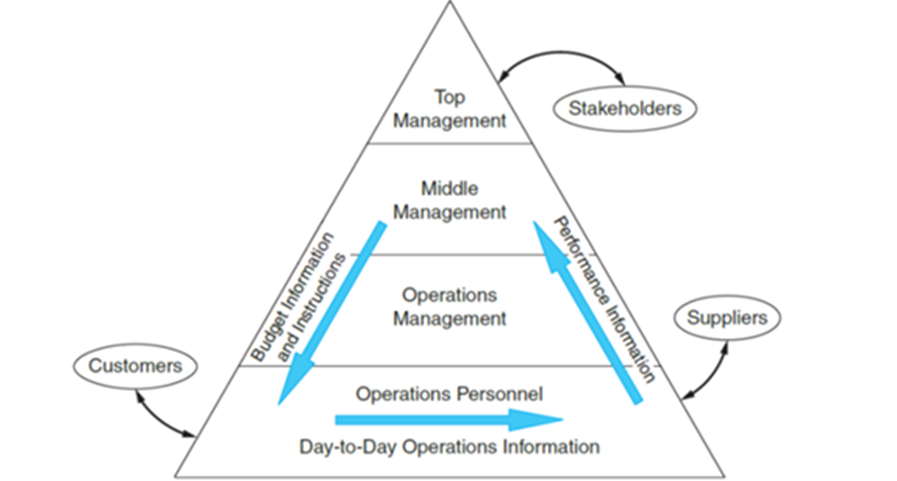 Top
Management
Stakeholders
Middle
Management
Budget Information
and Instructions
Performance Information
Operations
Management
Suppliers
Customers
Operations Personnel
Day-to-Day Operations Information